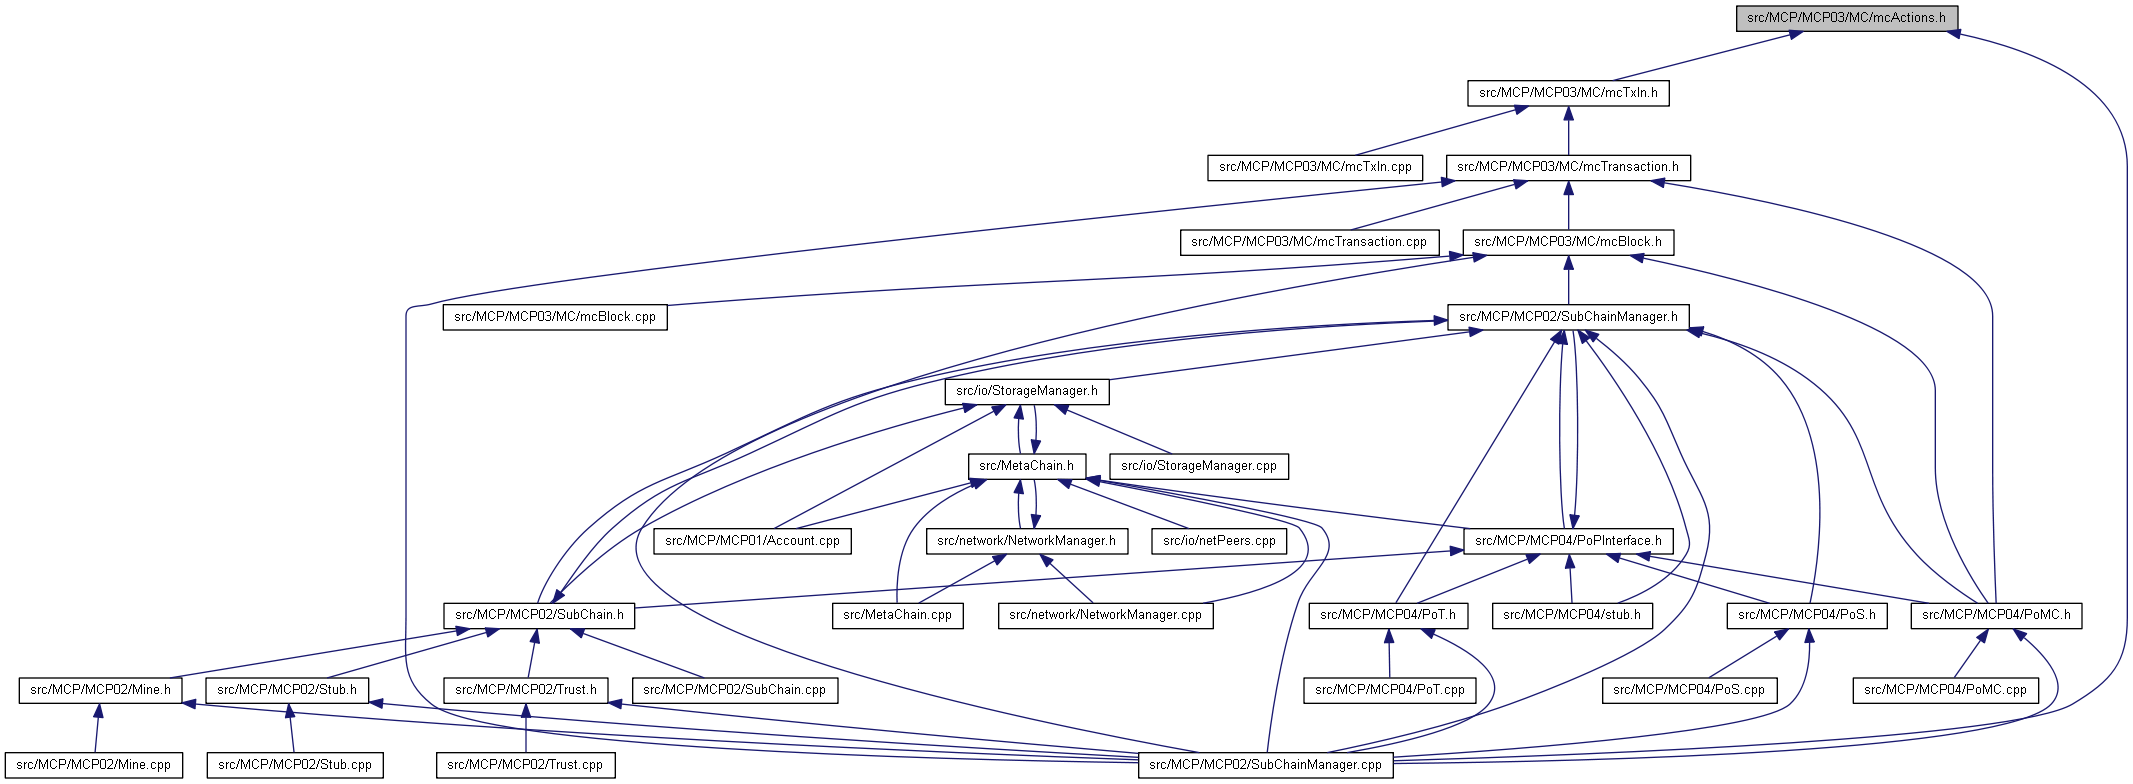 src/MCP/MCP03/MC/mcActions.h
src/MCP/MCP03/MC/mcTxIn.h
src/MCP/MCP03/MC/mcTxIn.cpp
src/MCP/MCP03/MC/mcTransaction.h
src/MCP/MCP03/MC/mcTransaction.cpp
src/MCP/MCP03/MC/mcBlock.h
src/MCP/MCP03/MC/mcBlock.cpp
src/MCP/MCP02/SubChainManager.h
src/io/StorageManager.h
src/MetaChain.h
src/io/StorageManager.cpp
src/MCP/MCP01/Account.cpp
src/network/NetworkManager.h
src/io/netPeers.cpp
src/MCP/MCP04/PoPInterface.h
src/MCP/MCP02/SubChain.h
src/MetaChain.cpp
src/network/NetworkManager.cpp
src/MCP/MCP04/PoT.h
src/MCP/MCP04/stub.h
src/MCP/MCP04/PoS.h
src/MCP/MCP04/PoMC.h
src/MCP/MCP02/Mine.h
src/MCP/MCP02/Stub.h
src/MCP/MCP02/Trust.h
src/MCP/MCP02/SubChain.cpp
src/MCP/MCP04/PoT.cpp
src/MCP/MCP04/PoS.cpp
src/MCP/MCP04/PoMC.cpp
src/MCP/MCP02/Mine.cpp
src/MCP/MCP02/Stub.cpp
src/MCP/MCP02/Trust.cpp
src/MCP/MCP02/SubChainManager.cpp